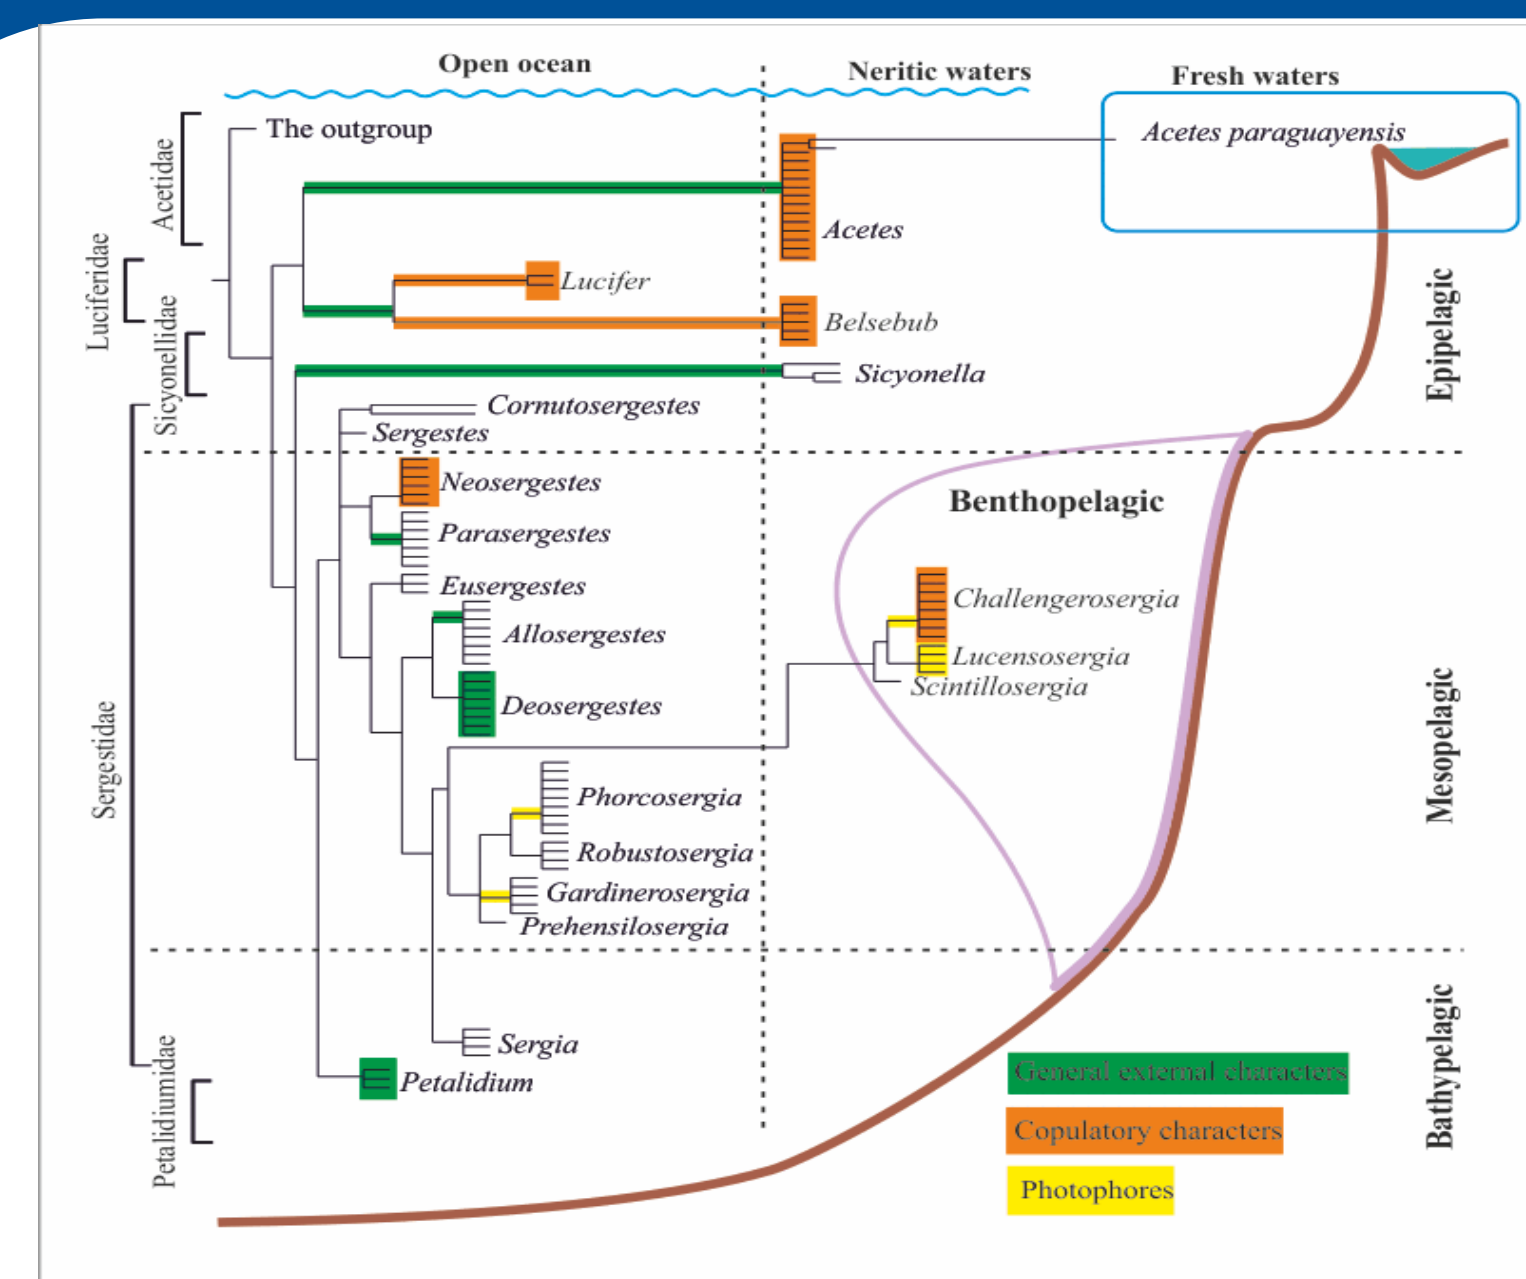 Open ocean
Neritic waters
Fresh waters
The outgroup
Acetes paraguayensis
Acetidae
Acetes
Luciferidae
Lucifer
Belsebub
Sicyonellidae
Sicyonella
Epipelagic
Cornutosergestes
Sergestes
Neosergestes
Benthopelagic
Parasergestes
Eusergestes
Challengerosergia
Allosergestes
Lucensosergia
Scintillosergia
Deosergestes
Sergestidae
Mesopelagic
Phorcosergia
Robustosergia
Gardinerosergia
Prehensilosergia
Sergia
Petalidium
Petalidiumidae
Bathypelagic
General external characters
Copulatory characters
Photophores